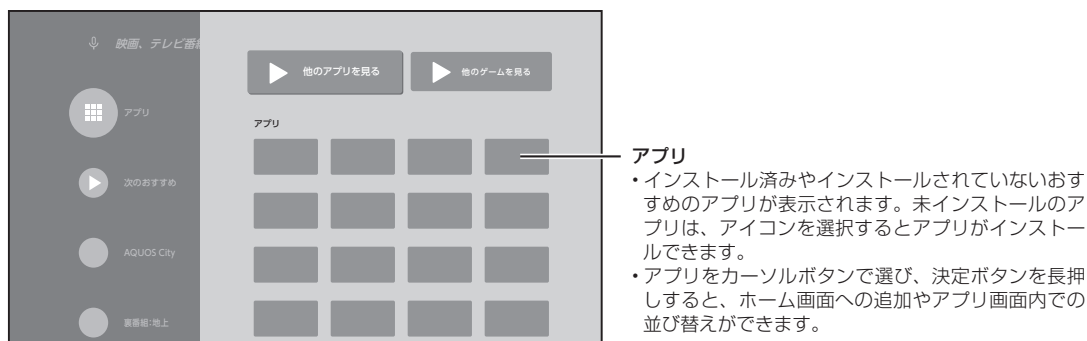 映画、テレビ番
他のアプリを見る
他のゲームを見る
アプリ
アプリ
次のおすすめ
AQUOS City
裏番組:地上
アプリ
・インストール済みやインストールされていないおす
すめのアプリが表示されます。未インストールのア
プリは、アイコンを選択するとアプリがインストー
ルできます。
・アプリをカーソルボタンで選び、決定ボタンを長押
しすると、ホーム画面への追加やアプリ画面内での
並び替えができます。